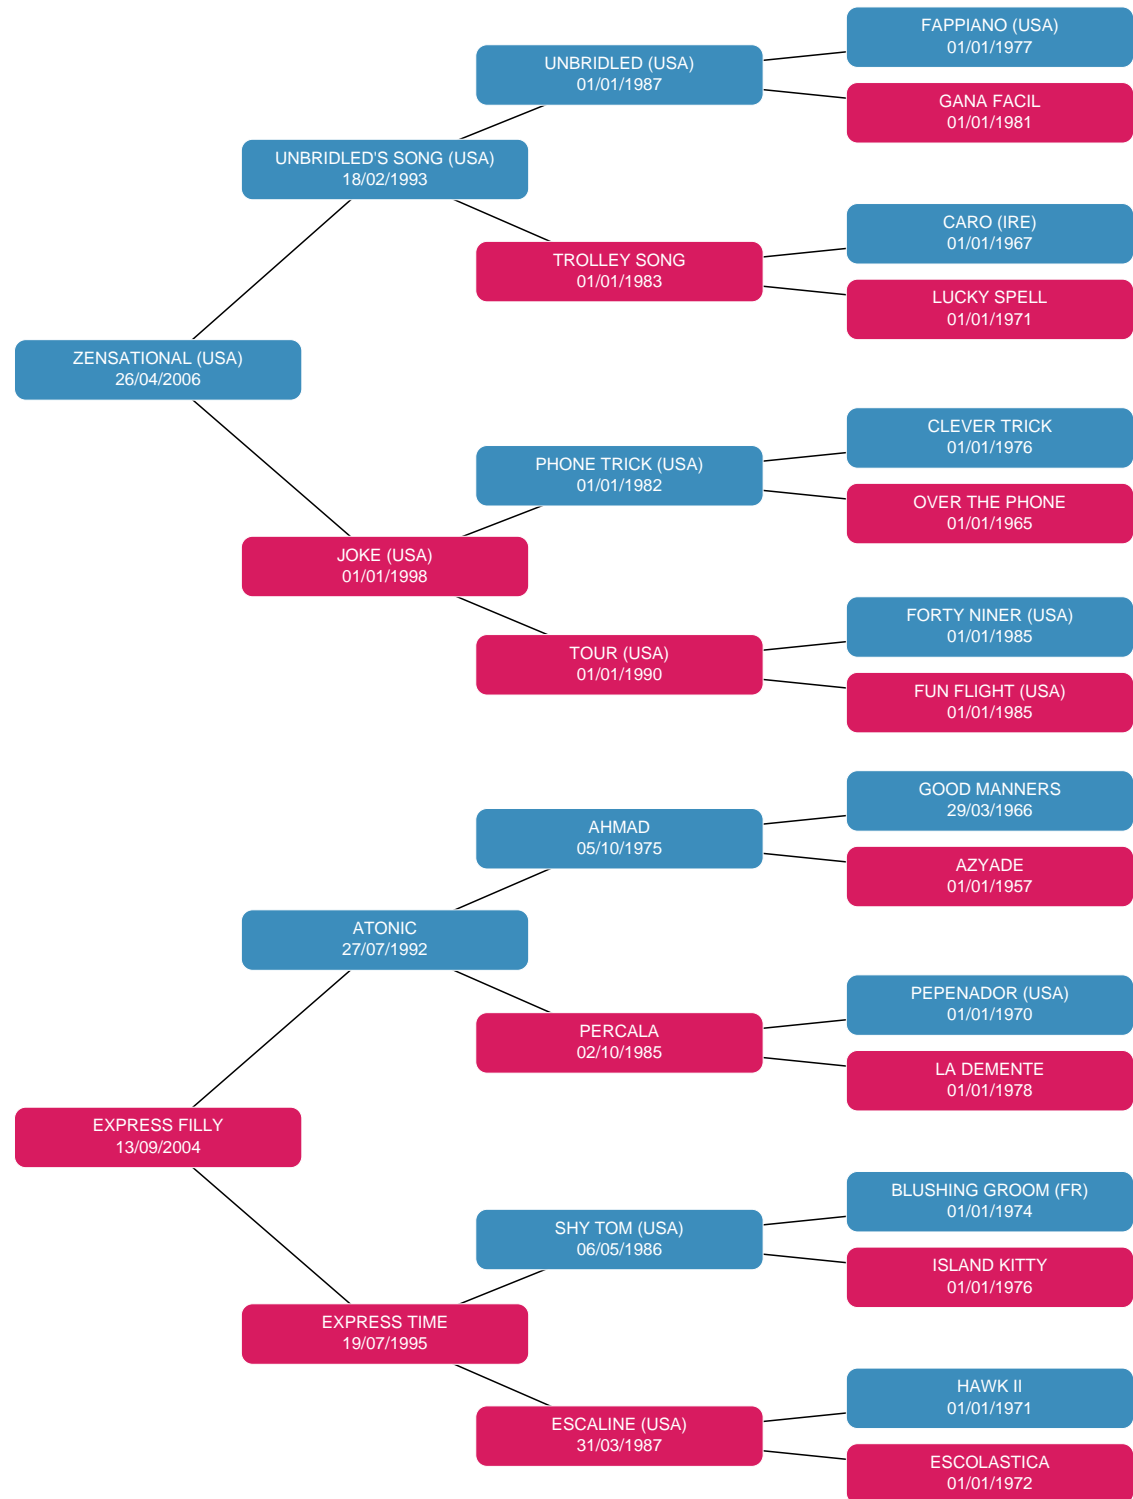 FAPPIANO (USA)
01/01/1977
UNBRIDLED (USA)
01/01/1987
GANA FACIL
01/01/1981
UNBRIDLED'S SONG (USA)
18/02/1993
CARO (IRE)
01/01/1967
TROLLEY SONG
01/01/1983
LUCKY SPELL
01/01/1971
ZENSATIONAL (USA)
26/04/2006
CLEVER TRICK
01/01/1976
PHONE TRICK (USA)
01/01/1982
OVER THE PHONE
01/01/1965
JOKE (USA)
01/01/1998
FORTY NINER (USA)
01/01/1985
TOUR (USA)
01/01/1990
FUN FLIGHT (USA)
01/01/1985
GOOD MANNERS
29/03/1966
AHMAD
05/10/1975
AZYADE
01/01/1957
ATONIC
27/07/1992
PEPENADOR (USA)
01/01/1970
PERCALA
02/10/1985
LA DEMENTE
01/01/1978
EXPRESS FILLY
13/09/2004
BLUSHING GROOM (FR)
01/01/1974
SHY TOM (USA)
06/05/1986
ISLAND KITTY
01/01/1976
EXPRESS TIME
19/07/1995
HAWK II
01/01/1971
ESCALINE (USA)
31/03/1987
ESCOLASTICA
01/01/1972